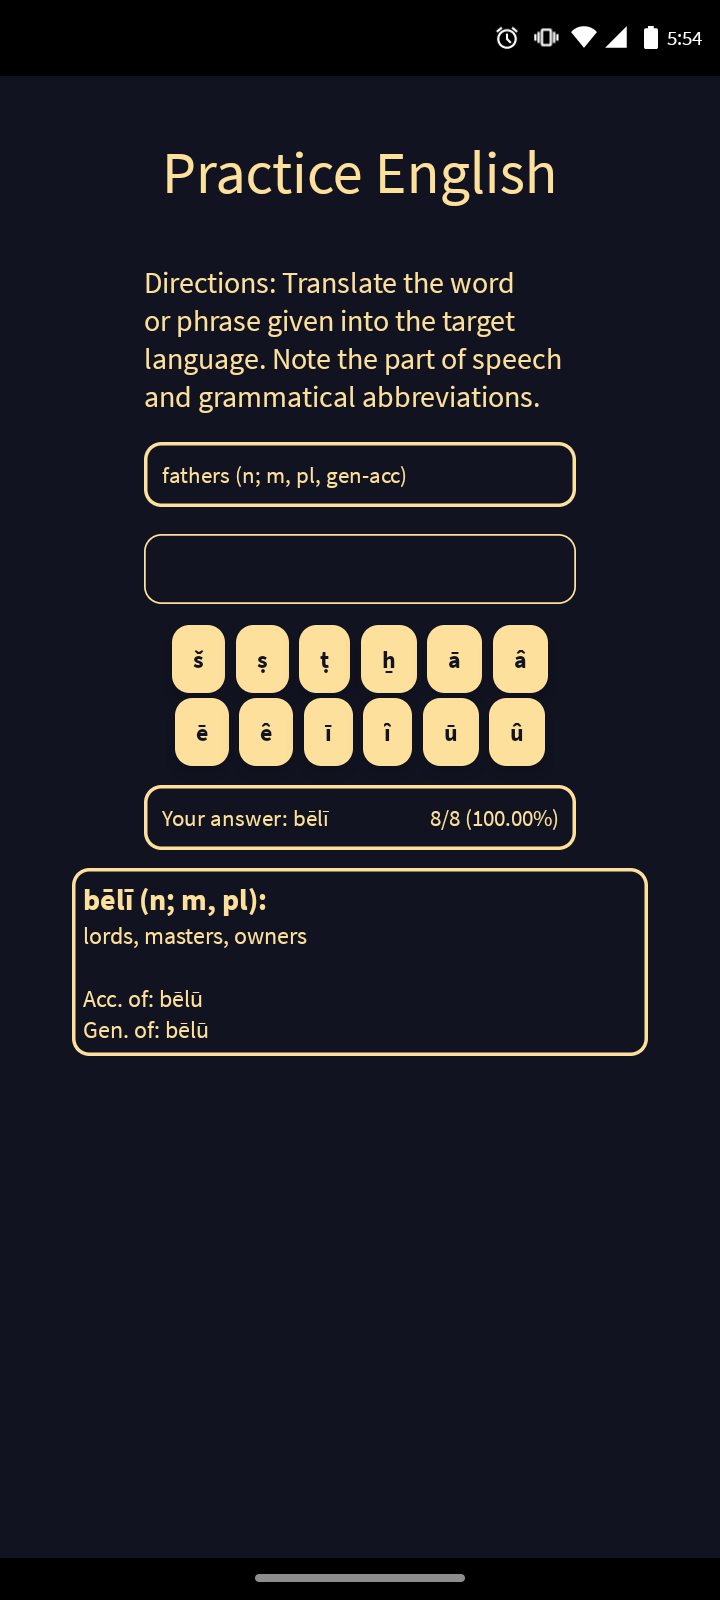 5:54
Practice English
Directions: Translate the word
or phrase given into the target
language. Note the part of speech
and grammatical abbreviations.
fathers (n; m, pl, gen-acc)
š ṣ ṭ ẖ ā â
ē ê ī î ū û
Your answer: bēlī 8/8 (100.00%)
bēlī (n; m, pl):
lords, masters, owners
Acc. of: bēlū
Gen. of: bēlū